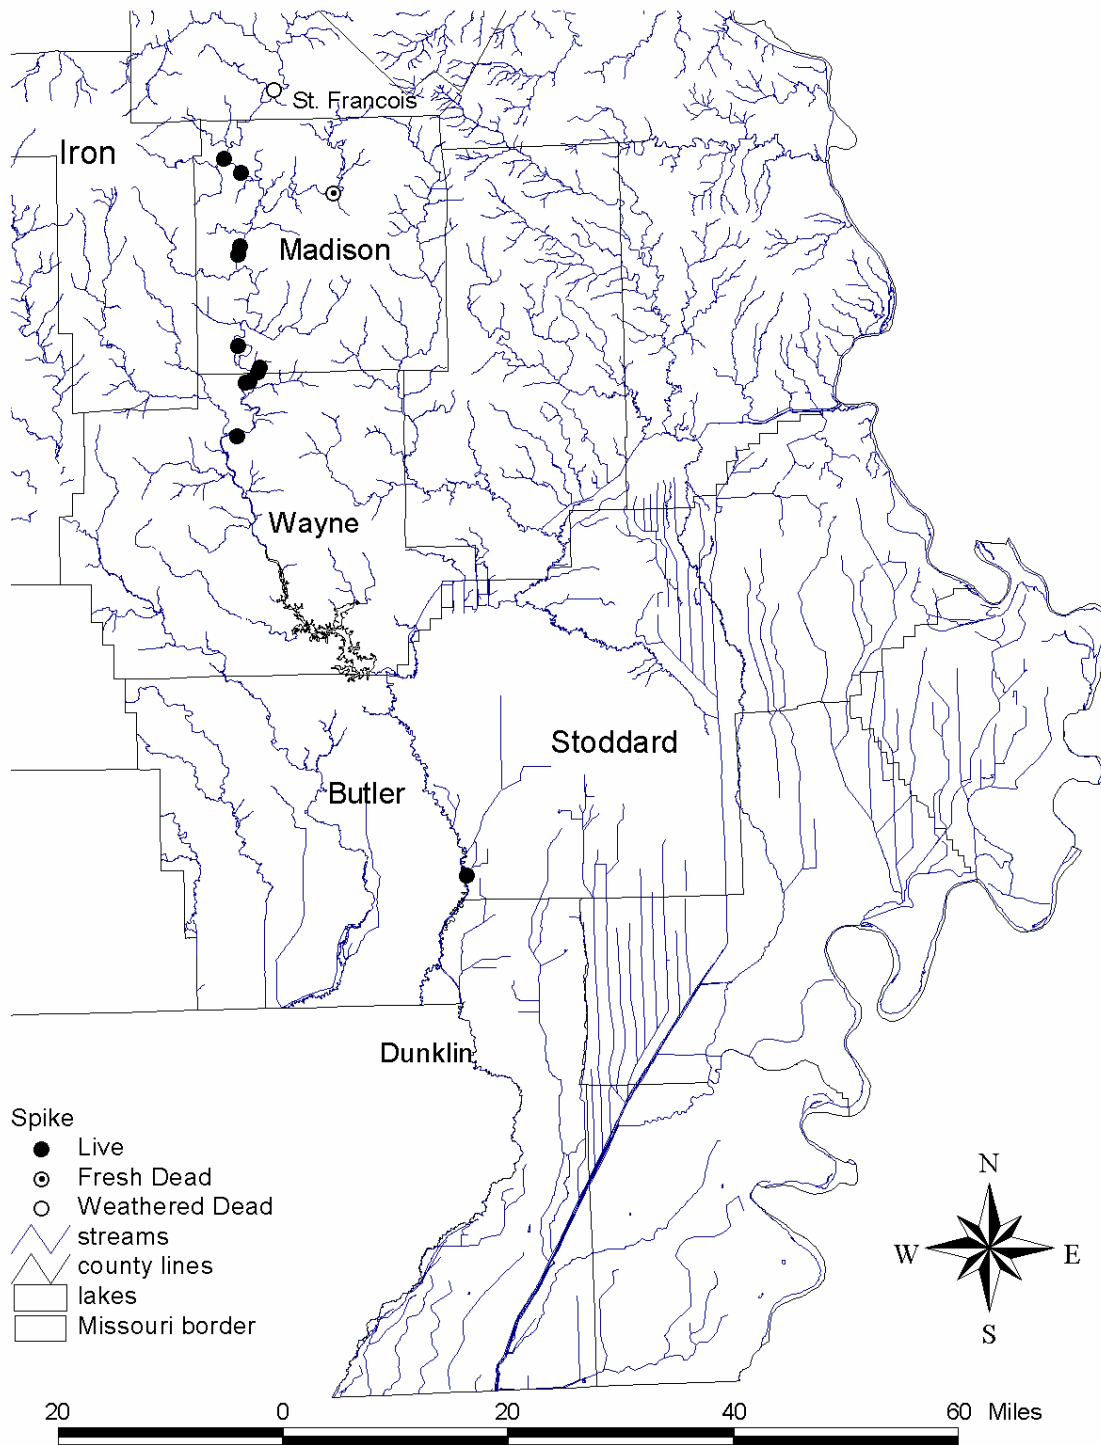 St. Francois
Iron
Madison
Wayne
Stoddard
Butler
Dunklin
Spike
Live
Fresh Dead
Weathered Dead
streams
county lines
lakes
Missouri border
N
W
E
S
20 0 20 40 60 Miles